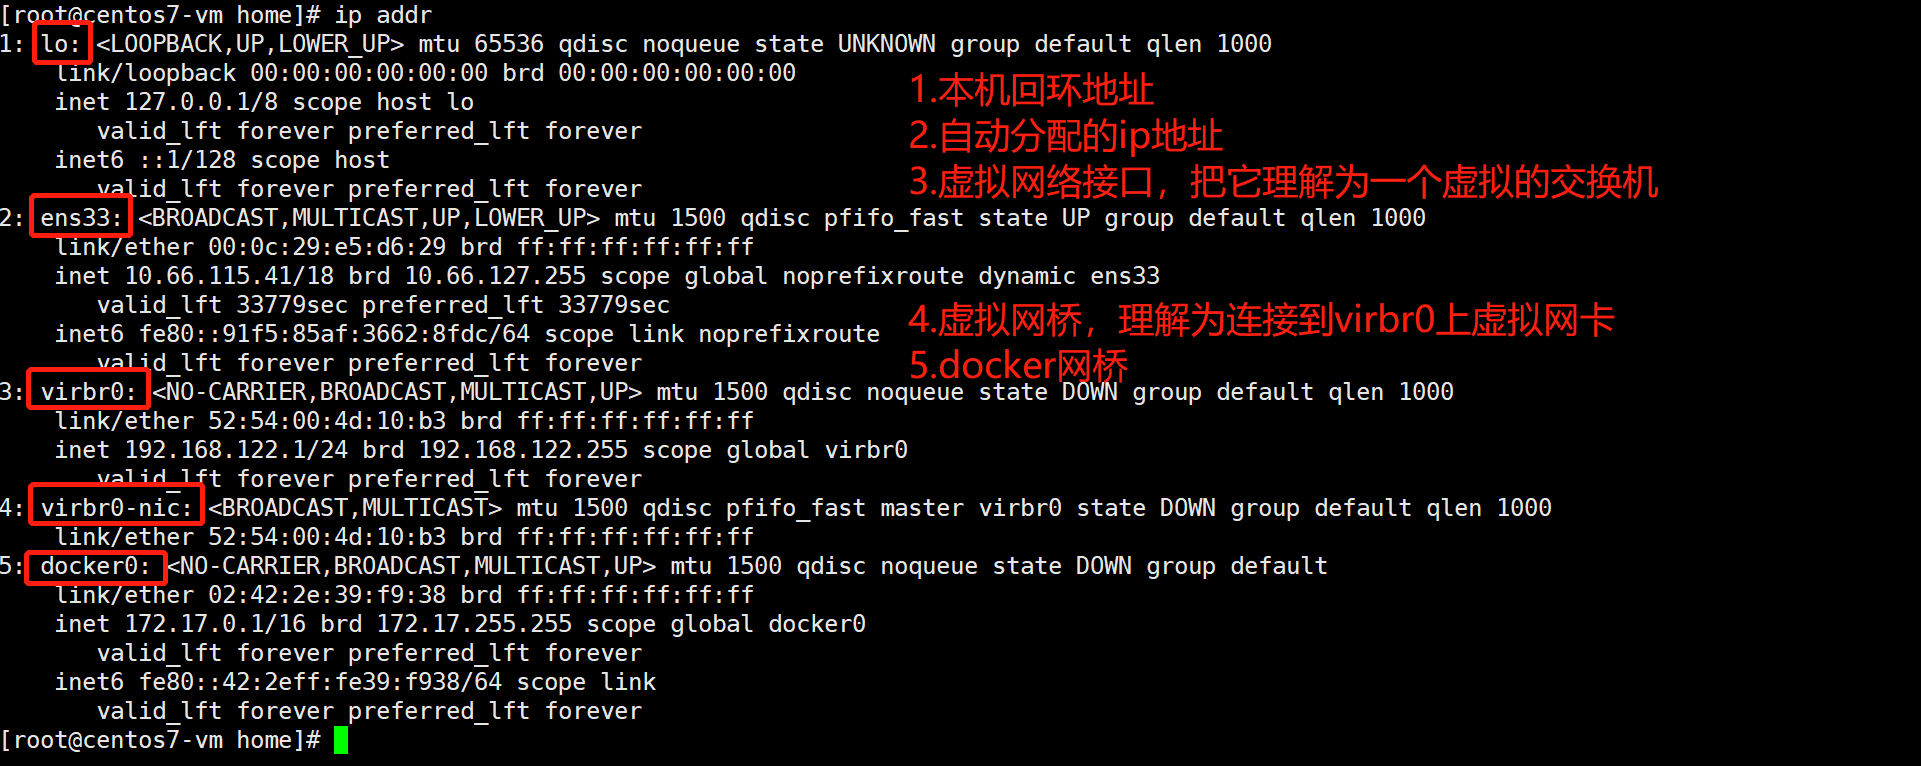 [root@centos7-vm home]# ip addr
1: lo: <LOOPBACK,UP,LOWER_UP> mtu 65536 qdisc noqueue state UNKNOWN group default qlen 1000
link/loopback 00:00:00:00:00:00 brd 00:00:00:00:00:00
1.本机回环地址
inet 127.0.0.1/8 scope host lo
valid_lft forever preferred_lft forever
2.自动分配的ip地址
inet6 ::1/128 scope host
valid_lft forever preferred_lft forever
3.虚拟网络接口，把它理解为一个虚拟的交换机
2: ens33: <BROADCAST,MULTICAST,UP,LOWER_UP> mtu 1500 qdisc pfifo_fast state UP group default qlen 1000
link/ether 00:0c:29:e5:d6:29 brd ff:ff:ff:ff:ff:ff
inet 10.66.115.41/18 brd 10.66.127.255 scope global noprefixroute dynamic ens33
valid_lft 33779sec preferred_lft 33779sec
4.虚拟网桥，理解为连接到virbr0上虚拟网卡
inet6 fe80::91f5:85af:3662:8fdc/64 scope link noprefixroute
valid_lft forever preferred_lft forever
5.docker网桥
3: virbr0: <NO-CARRIER,BROADCAST,MULTICAST,UP> mtu 1500 qdisc noqueue state DOWN group default qlen 1000
link/ether 52:54:00:4d:10:b3 brd ff:ff:ff:ff:ff:ff
inet 192.168.122.1/24 brd 192.168.122.255 scope global virbr0
valid_lft forever preferred_lft forever
4: virbr0-nic: <BROADCAST,MULTICAST> mtu 1500 qdisc pfifo_fast master virbr0 state DOWN group default qlen 1000
link/ether 52:54:00:4d:10:b3 brd ff:ff:ff:ff:ff:ff
5: docker0: <NO-CARRIER,BROADCAST,MULTICAST,UP> mtu 1500 qdisc noqueue state DOWN group default
link/ether 02:42:2e:39:f9:38 brd ff:ff:ff:ff:ff:ff
inet 172.17.0.1/16 brd 172.17.255.255 scope global docker0
valid_lft forever preferred_lft forever
inet6 fe80::42:2eff:fe39:f938/64 scope link
valid_lft forever preferred_lft forever
[root@centos7-vm home]#